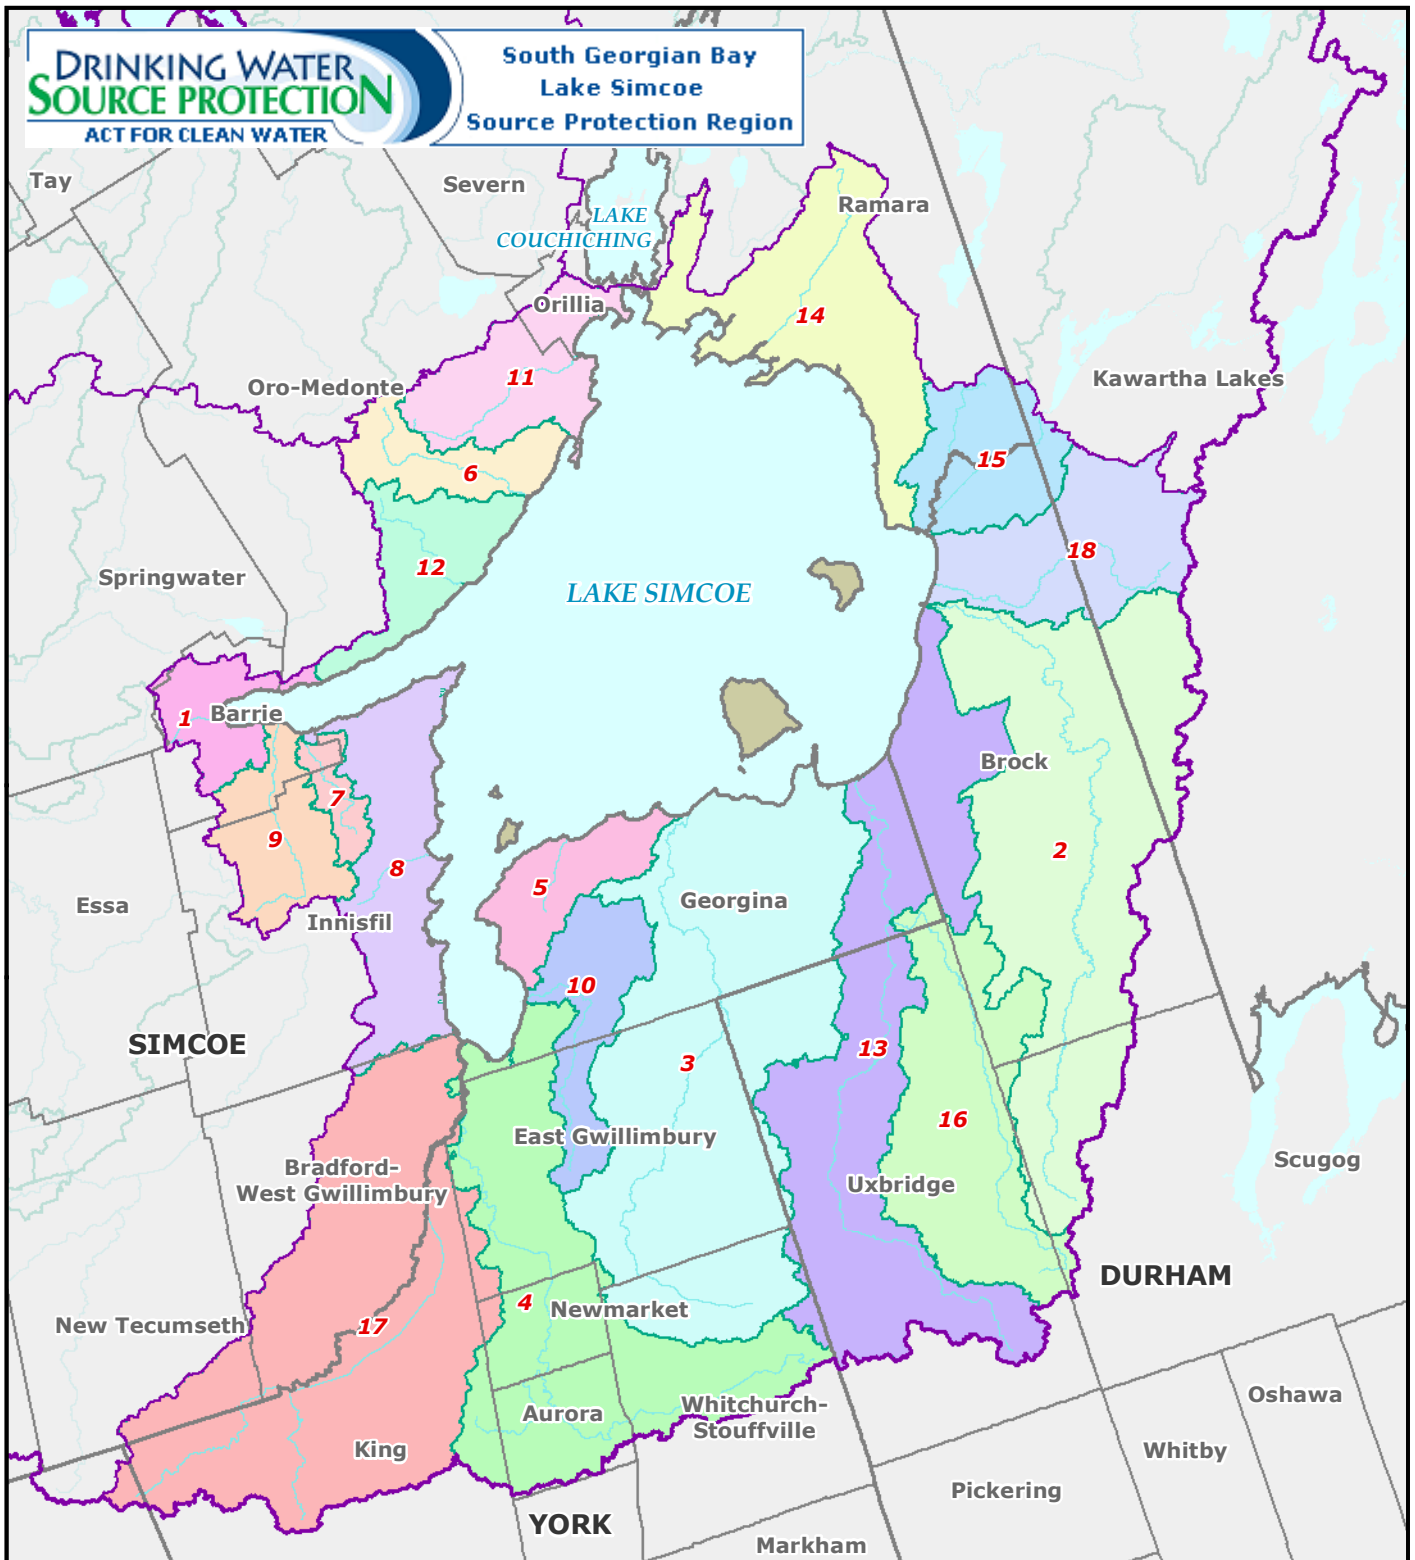 DRINKING WATER
SOURCE PROTECTION
ACT FOR CLEAN WATER
South Georgian Bay
Lake Simcoe
Source Protection Region
Tay
Severn
Ramara
LAKE
COUCHICHING
Orillia
14
11
Oro-Medonte
Kawartha Lakes
6
15
18
12
Springwater
LAKE SIMCOE
1
Barrie
Brock
7
9
2
8
5
Georgina
Essa
Innisfil
10
SIMCOE
13
3
16
East Gwillimbury
Bradford-
West Gwillimbury
Uxbridge
Scugog
DURHAM
4
Newmarket
New Tecumseth
17
Oshawa
Aurora
Whitchurch-
Stouffville
King
Whitby
Pickering
YORK
Markham